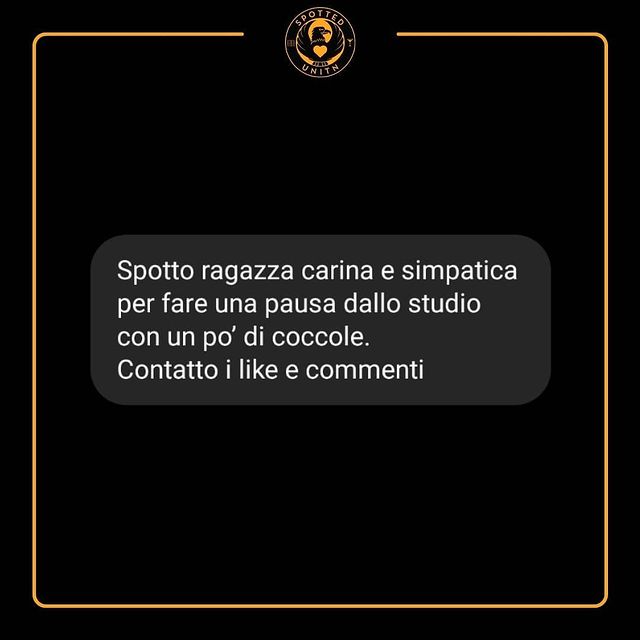 SPOTTED
UNITN
Spotto ragazza carina e simpatica
per fare una pausa dallo studio
con un po’ di coccole.
Contatto i like e commenti